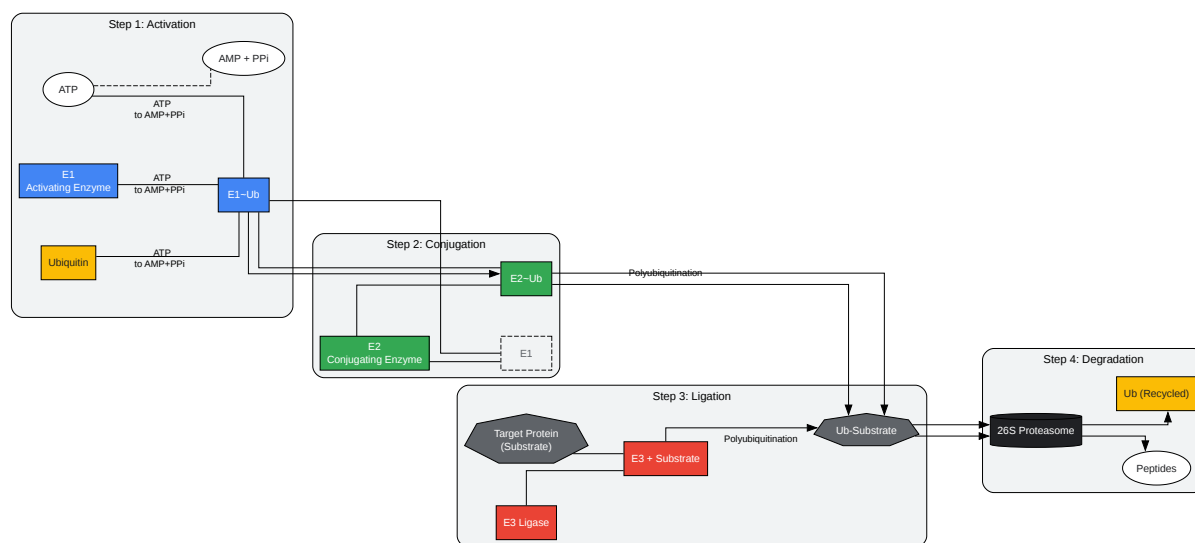 Step 1: Activation
AMP + PPi
ATP
ATP
to AMP+PPi
E1
Activating Enzyme
ATP
to AMP+PPi
E1~Ub
Ubiquitin
ATP
to AMP+PPi
Step 2: Conjugation
E2~Ub
Polyubiquitination
E2
Conjugating Enzyme
E1
Step 3: Ligation
Target Protein
(Substrate)
Polyubiquitination
Ub-Substrate
E3 + Substrate
E3 Ligase
Step 4: Degradation
Ub (Recycled)
26S Proteasome
Peptides